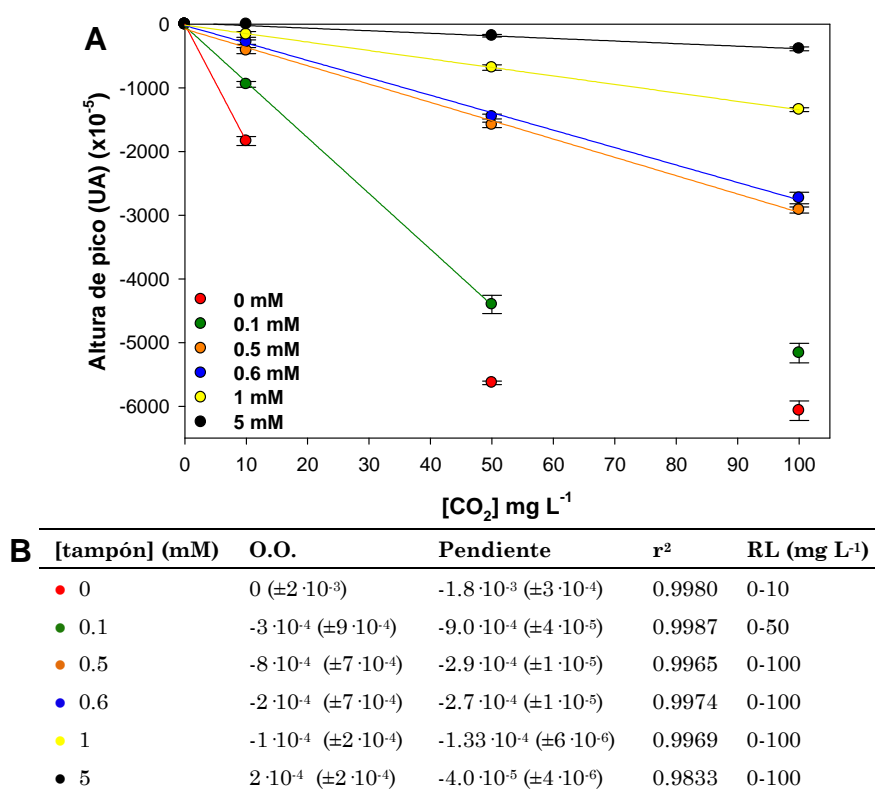 A
Altura de pico (UA) (x10⁻⁵)
0
-1000
-2000
-3000
-4000
-5000
-6000
0 mM
0.1 mM
0.5 mM
0.6 mM
1 mM
5 mM
0 10 20 30 40 50 60 70 80 90 100
[CO₂] mg L⁻¹
B
[tampón] (mM) O.O. Pendiente r² RL (mg L⁻¹)
0 0 (±2·10⁻³) -1.8·10⁻³ (±3·10⁻⁴) 0.9980 0-10
0.1 -3·10⁻⁴ (±9·10⁻⁴) -9.0·10⁻⁴ (±4·10⁻⁵) 0.9987 0-50
0.5 -8·10⁻⁴ (±7·10⁻⁴) -2.9·10⁻⁴ (±1·10⁻⁵) 0.9965 0-100
0.6 -2·10⁻⁴ (±7·10⁻⁴) -2.7·10⁻⁴ (±1·10⁻⁵) 0.9974 0-100
1 -1·10⁻⁴ (±2·10⁻⁴) -1.33·10⁻⁴ (±6·10⁻⁶) 0.9969 0-100
5 2·10⁻⁴ (±2·10⁻⁴) -4.0·10⁻⁵ (±4·10⁻⁶) 0.9833 0-100